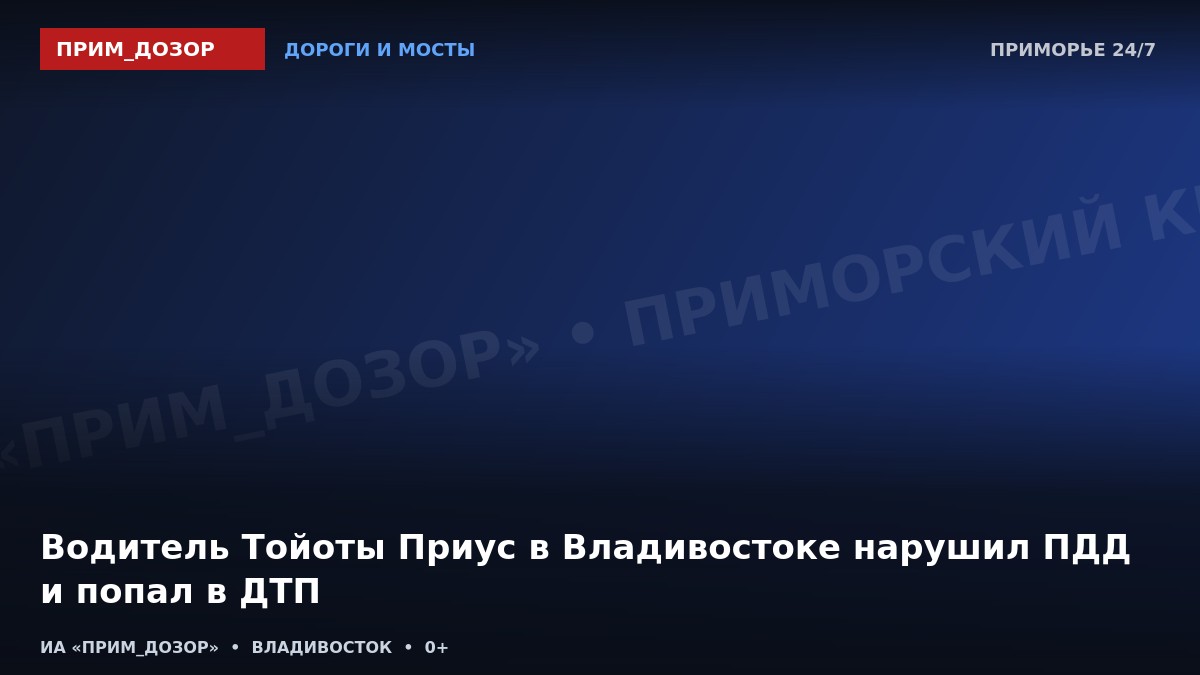 ПРИМ_ДОЗОР
ДОРОГИ И МОСТЫ
ПРИМОРЬЕ 24/7
«ПРИМ_ДОЗОР» • ПРИМОРСКИЙ
Водитель Тойоты Приус в Владивостоке нарушил ПДД
и попал в ДТП
ИА «ПРИМ_ДОЗОР» • ВЛАДИВОСТОК • 0+